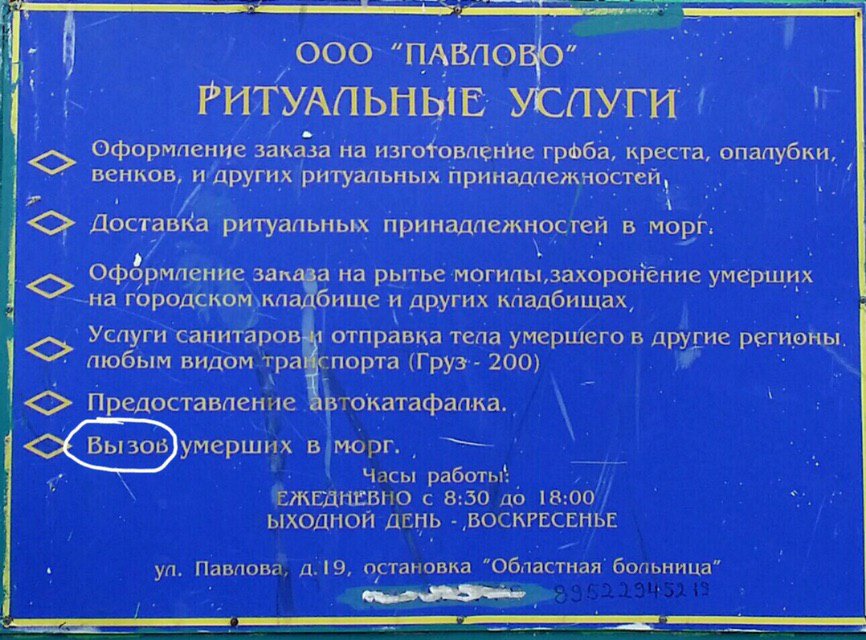 ООО "ПАВЛОВО"
РИТУАЛЬНЫЕ УСЛУГИ
Оформление заказа на изготовление гроба, креста, опалубки,
венков, и других ритуальных принадлежностей.
Доставка ритуальных принадлежностей в морг.
Оформление заказа на рытье могилы,захоронение умерших
на городском кладбище и других кладбищах.
Услуги санитаров и отправка тела умершего в другие регионы
любым видом транспорта (Груз - 200)
Предоставление автокатафалка.
Вызов умерших в морг.
Часы работы:
ЕЖЕДНЕВНО с 8:30 до 18:00
ЫХОДНОЙ ДЕНЬ - ВОСКРЕСЕНЬЕ
ул. Павлова, д.19, остановка "Областная больница"
89522945219